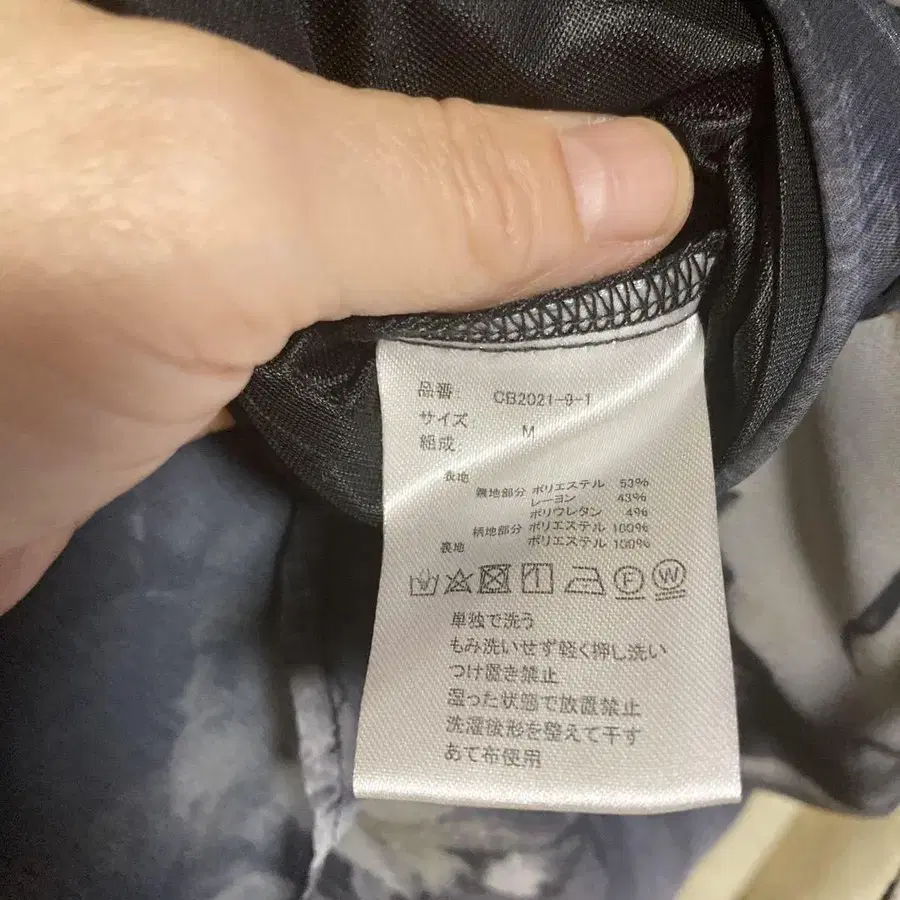 品番. CB2021-9-1
サイズ M
組成
表地
無地部分 ポリエステル 53%
レーヨン 43%
ポリウレタン 4%
柄地部分 ポリエステル 100%
裏地 ポリエステル 100%
F W
単独で洗う
もみ洗いせず軽く押し洗い
つけ置き禁止
湿った状態で放置禁止
洗濯後形を整えて干す
あて布使用